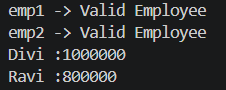 emp1 -> Valid Employee
emp2 -> Valid Employee
Divi :1000000
Ravi :800000